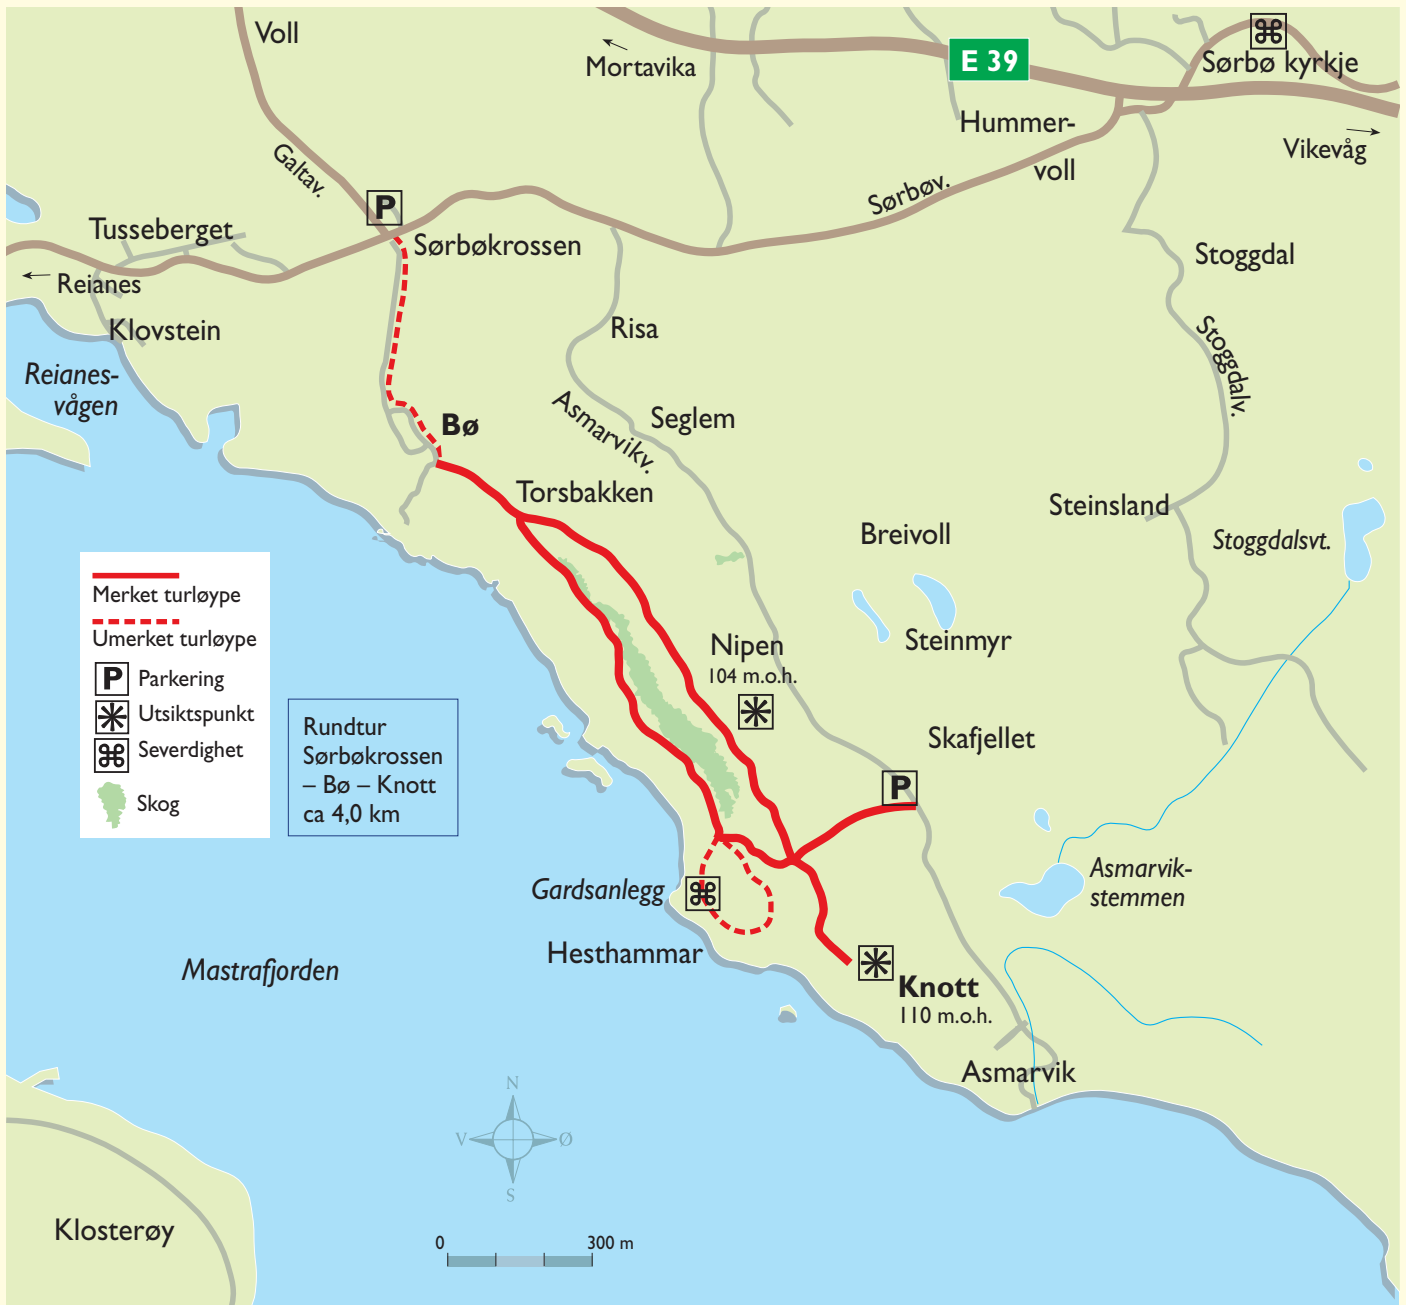 Voll
Mortavika
E 39
Sørbø kyrkje
Hummer-
voll
Vikevåg
Galtav.
P
Sørbøv.
Tusseberget
Sørbøkrossen
Stoggdal
Reianes
Klovstein
Risa
Stoggdalv.
Reianes-
vågen
Asmarvikv.
Seglem
Bø
Torsbakken
Steinsland
Breivoll
Stoggdalsvt.
Merket turløype
Umerket turløype
P Parkering
Utsiktspunkt
Severdighet
Skog
Rundtur
Sørbøkrossen
– Bø – Knott
ca 4,0 km
Nipen
104 m.o.h.
Steinmyr
Skafjellet
P
Asmarvik-
stemmen
Gardsanlegg
Hesthammar
Mastrafjorden
Knott
110 m.o.h.
Asmarvik
N
V Ø
S
Klosterøy
0 300 m